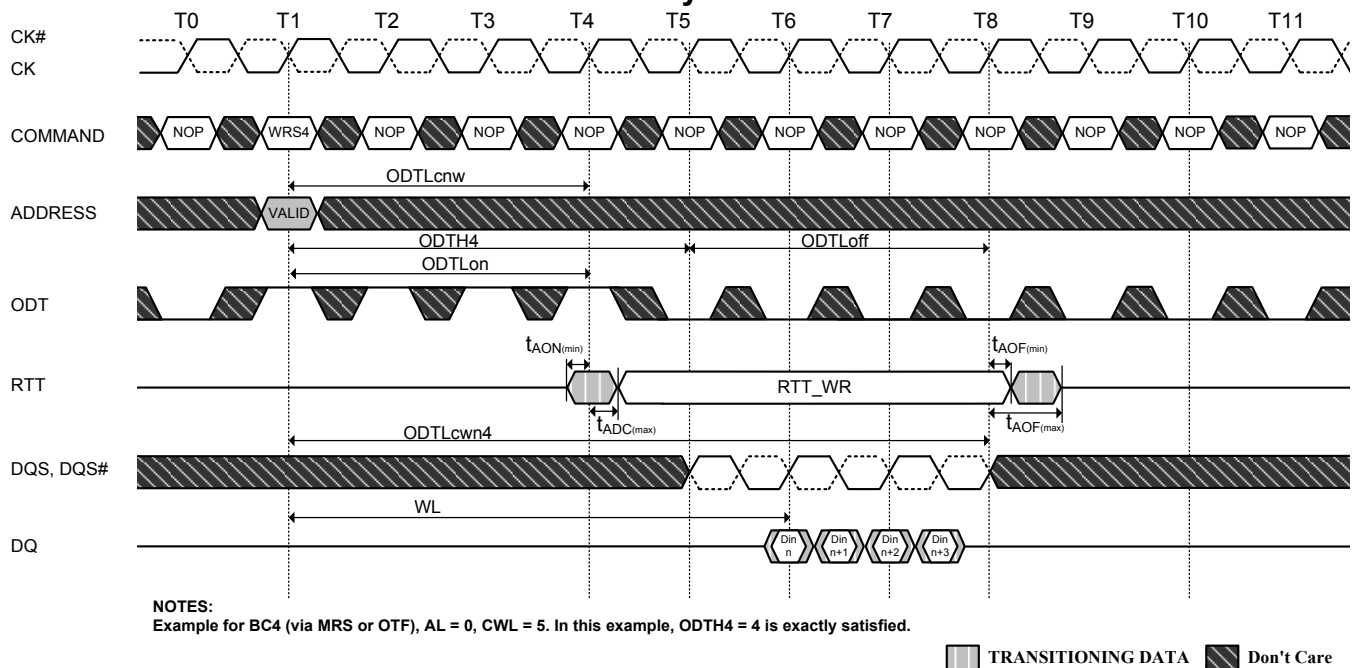 T0 T1 T2 T3 T4 T5 T6 T7 T8 T9 T10 T11
CK#
CK
COMMAND NOP WRS4 NOP NOP NOP NOP NOP NOP NOP NOP NOP NOP
ODTLcnw
ADDRESS VALID
ODTH4 ODTLoff
ODTLon
ODT
tAON(min) tAOF(min)
RTT RTT_WR
tADC(max) tAOF(max)
ODTLcwn4
DQS, DQS#
WL
DQ Din n Din n+1 Din n+2 Din n+3
NOTES:
Example for BC4 (via MRS or OTF), AL = 0, CWL = 5. In this example, ODTH4 = 4 is exactly satisfied.
TRANSITIONING DATA Don't Care